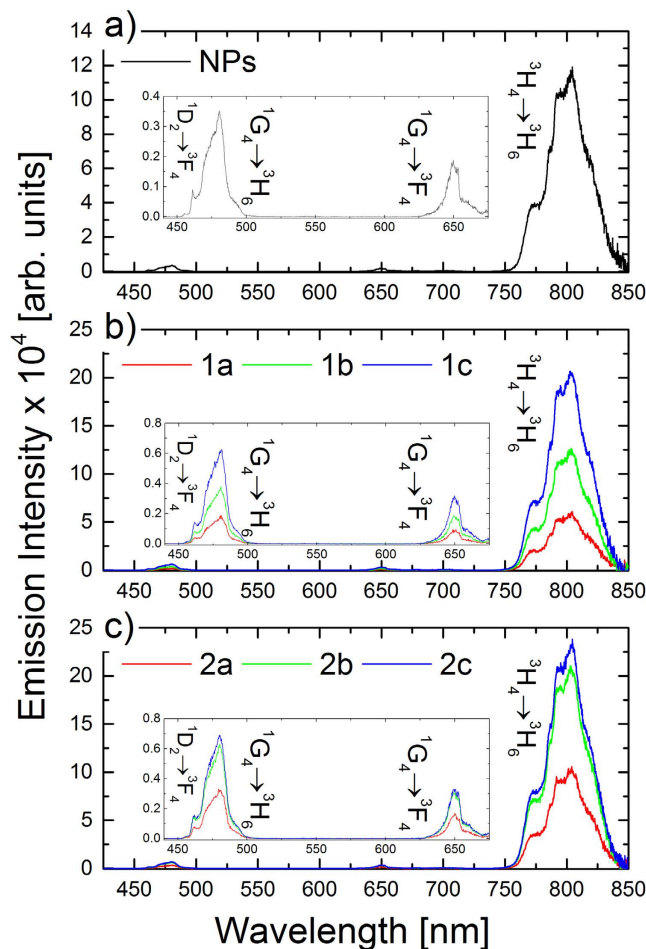 a)
NPs
14
12
10
8
6
4
2
0
0.4
0.3
0.2
0.1
0.0
¹D₂→³F₄
¹G₄→³H₆
¹G₄→³F₄
³H₄→³H₆
450 500 550 600 650
450 500 550 600 650 700 750 800 850
b)
1a 1b 1c
25
20
15
10
5
0
0.8
0.6
0.4
0.2
0.0
¹D₂→³F₄
¹G₄→³H₆
¹G₄→³F₄
³H₄→³H₆
450 500 550 600 650
450 500 550 600 650 700 750 800 850
c)
2a 2b 2c
20
15
10
5
0
0.8
0.6
0.4
0.2
0.0
¹D₂→³F₄
¹G₄→³H₆
¹G₄→³F₄
³H₄→³H₆
450 500 550 600 650
450 500 550 600 650 700 750 800 850
Emission Intensity x 10⁴ [arb. units]
Wavelength [nm]